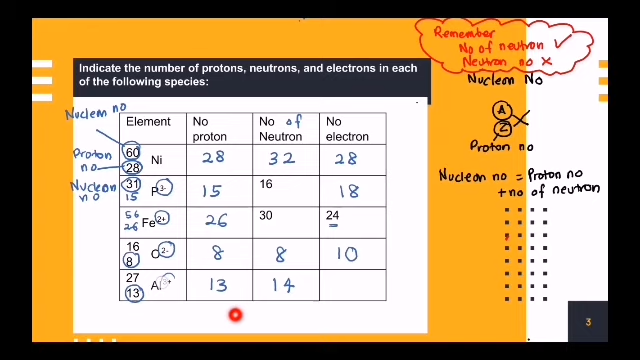 Remember
No of neutron ✓
Neutron no ✗
Indicate the number of protons, neutrons, and electrons in each
of the following species:
Nucleon No
A
X
Z
Proton no
Nucleon no = Proton no
+ no of neutron
Nucleon no
Proton no
Nucleon no
Element No proton No of Neutron No electron
60 28 Ni 28 32 28
31 15 P 3- 15 16 18
56 26 Fe 2+ 26 30 24
16 8 O 2- 8 8 10
27 13 Al 3+ 13 14
3